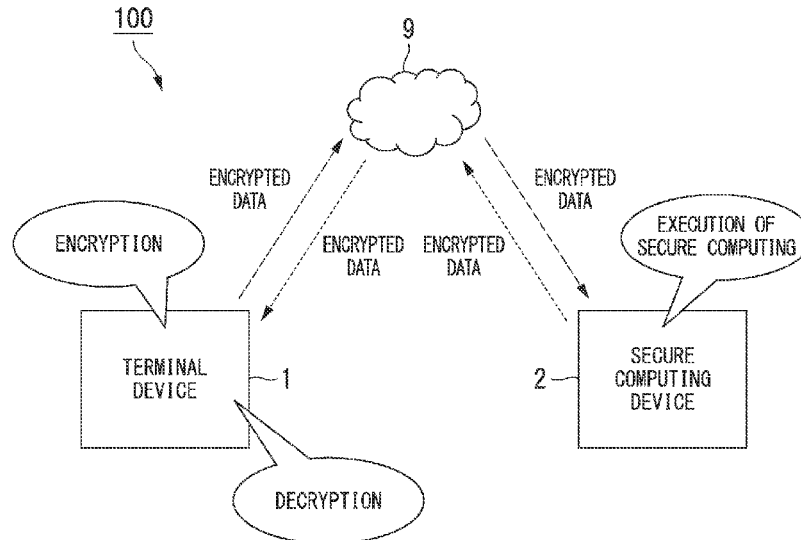 100
9
ENCRYPTED
DATA
ENCRYPTED
DATA
ENCRYPTED
DATA
ENCRYPTED
DATA
ENCRYPTION
EXECUTION OF
SECURE COMPUTING
TERMINAL
DEVICE
1
2
SECURE
COMPUTING
DEVICE
DECRYPTION